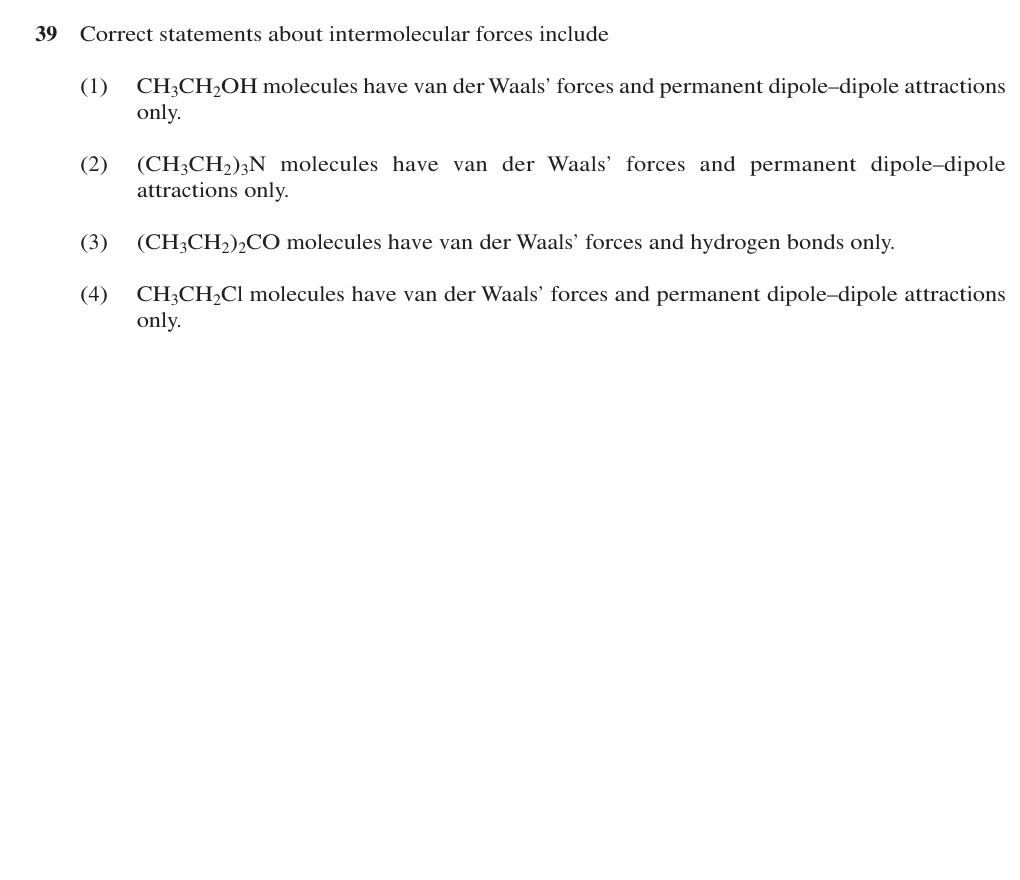 39 Correct statements about intermolecular forces include
(1) CH₃CH₂OH molecules have van der Waals’ forces and permanent dipole–dipole attractions
only.
(2) (CH₃CH₂)₃N molecules have van der Waals’ forces and permanent dipole–dipole
attractions only.
(3) (CH₃CH₂)₂CO molecules have van der Waals’ forces and hydrogen bonds only.
(4) CH₃CH₂Cl molecules have van der Waals’ forces and permanent dipole–dipole attractions
only.